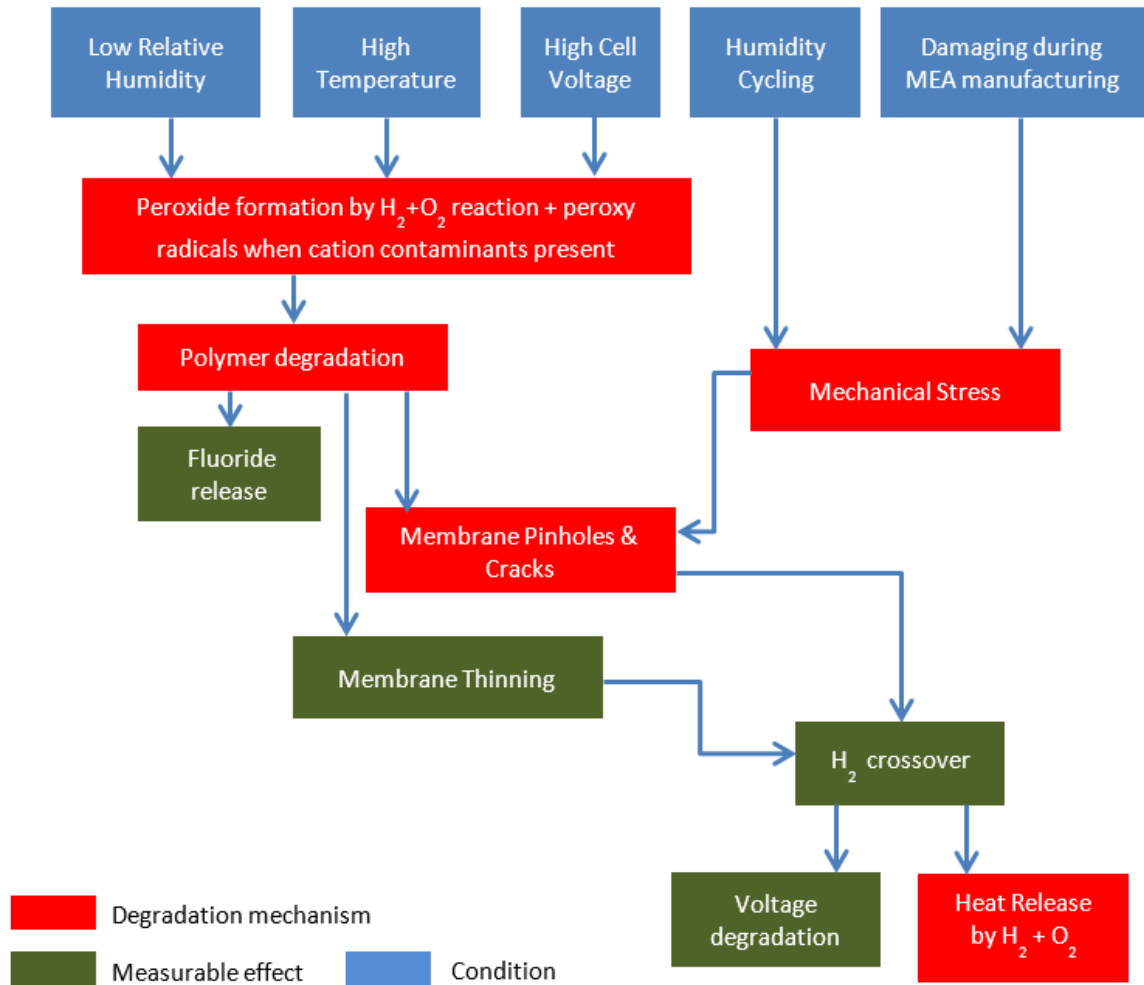 Low Relative
Humidity
High
Temperature
High Cell
Voltage
Humidity
Cycling
Damaging during
MEA manufacturing
Peroxide formation by H₂+O₂ reaction + peroxy
radicals when cation contaminants present
Polymer degradation
Mechanical Stress
Fluoride
release
Membrane Pinholes &
Cracks
Membrane Thinning
H₂ crossover
Voltage
degradation
Heat Release
by H₂ + O₂
Degradation mechanism
Measurable effect
Condition